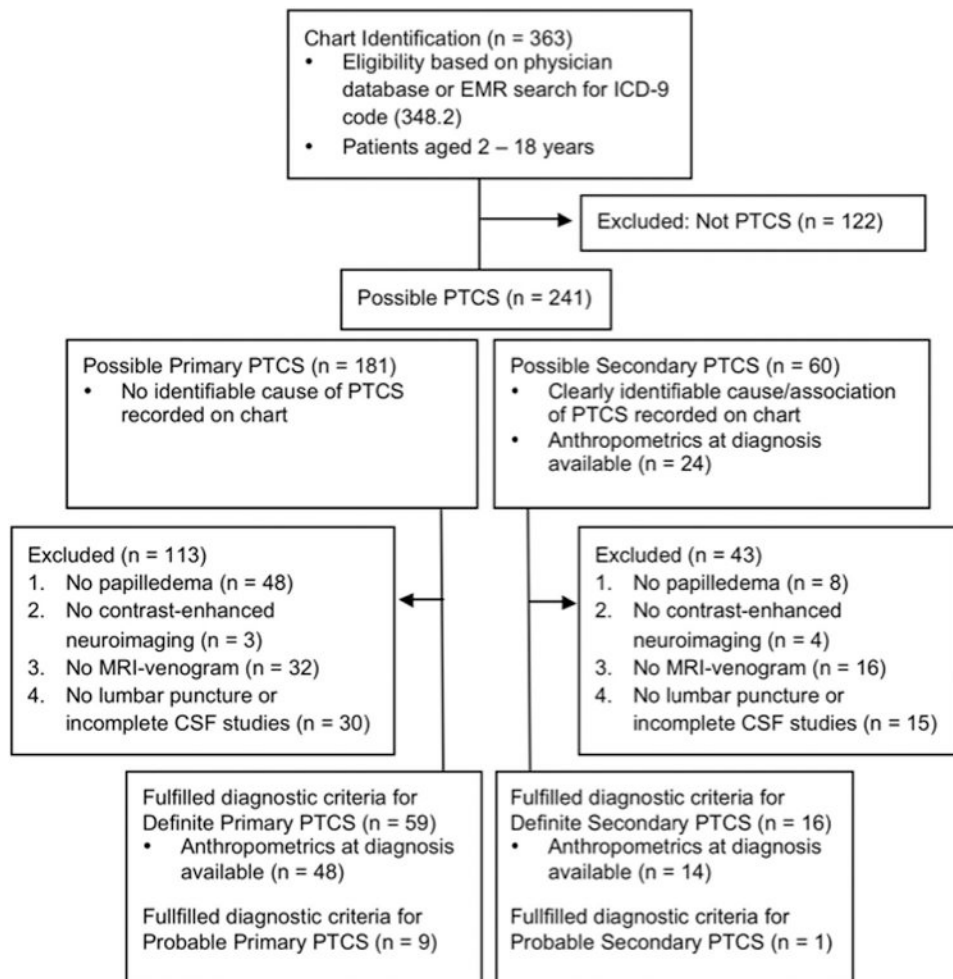 Chart Identification (n = 363)
• Eligibility based on physician
database or EMR search for ICD-9
code (348.2)
• Patients aged 2 – 18 years
Excluded: Not PTCS (n = 122)
Possible PTCS (n = 241)
Possible Primary PTCS (n = 181)
• No identifiable cause of PTCS
recorded on chart
Possible Secondary PTCS (n = 60)
• Clearly identifiable cause/association
of PTCS recorded on chart
• Anthropometrics at diagnosis
available (n = 24)
Excluded (n = 113)
1. No papilledema (n = 48)
2. No contrast-enhanced
neuroimaging (n = 3)
3. No MRI-venogram (n = 32)
4. No lumbar puncture or
incomplete CSF studies (n = 30)
Excluded (n = 43)
1. No papilledema (n = 8)
2. No contrast-enhanced
neuroimaging (n = 4)
3. No MRI-venogram (n = 16)
4. No lumbar puncture or
incomplete CSF studies (n = 15)
Fulfilled diagnostic criteria for
Definite Primary PTCS (n = 59)
• Anthropometrics at diagnosis
available (n = 48)
Fullfilled diagnostic criteria for
Probable Primary PTCS (n = 9)
Fulfilled diagnostic criteria for
Definite Secondary PTCS (n = 16)
• Anthropometrics at diagnosis
available (n = 14)
Fullfilled diagnostic criteria for
Probable Secondary PTCS (n = 1)